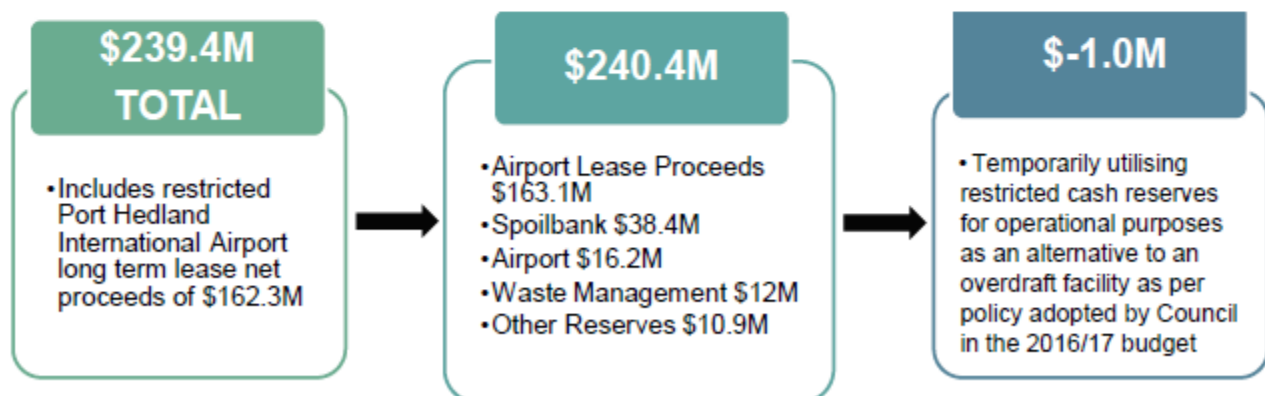 $239.4M
TOTAL
•Includes restricted
Port Hedland
International Airport
long term lease net
proceeds of $162.3M
$240.4M
•Airport Lease Proceeds
$163.1M
•Spoilbank $38.4M
•Airport $16.2M
•Waste Management $12M
•Other Reserves $10.9M
$-1.0M
• Temporarily utilising
restricted cash reserves
for operational purposes
as an alternative to an
overdraft facility as per
policy adopted by Council
in the 2016/17 budget